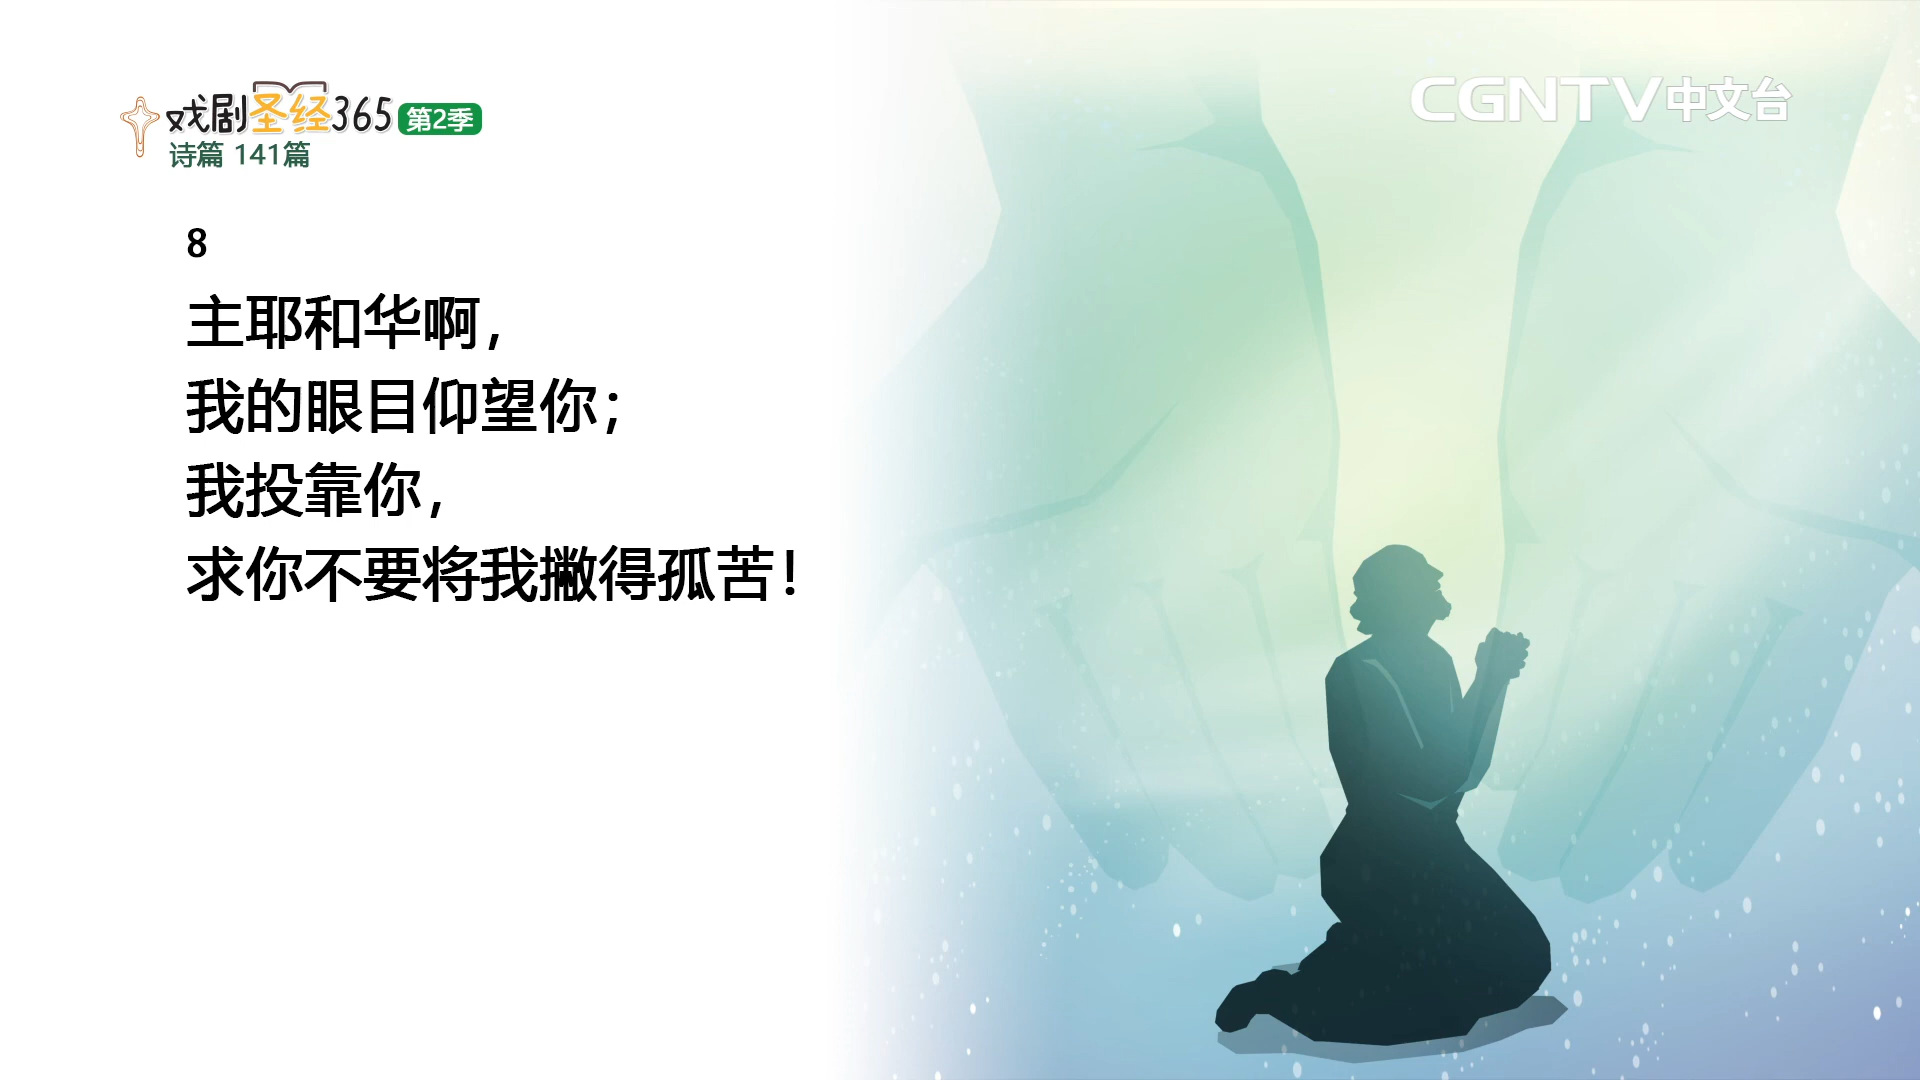 戏剧圣经365 第2季
诗篇 141篇
CGNTV中文台
8
主耶和华啊，
我的眼目仰望你；
我投靠你，
求你不要将我撇得孤苦！